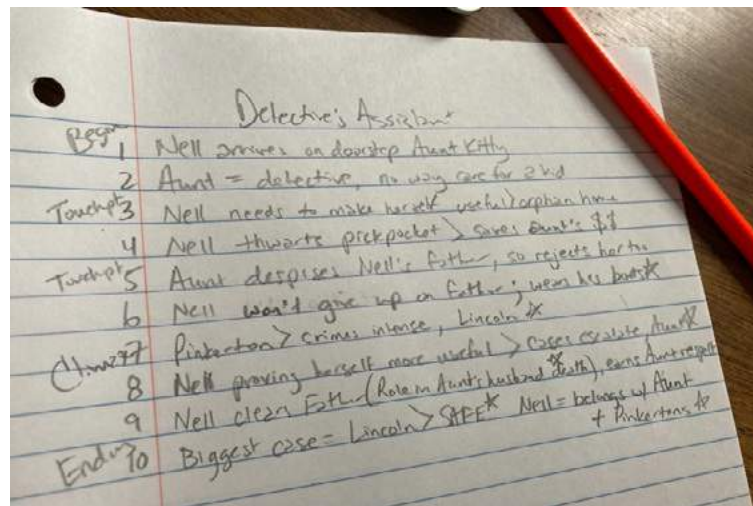 Detective's Assistant
Begin 1 Nell arrives on doorstep Aunt Kitty
2 Aunt = detective, no way care for a kid
Touchpt 3 Nell needs to make herself useful > orphan home
4 Nell thwarts pickpocket > saves Aunt's $$
Touchpt 5 Aunt despises Nell's Father, so rejects her too
6 Nell won't give up on Father; wears his boots*
Climax? 7 Pinkerton > crimes intense, Lincoln *
8 Nell proving herself more useful > Cases escalate Aunt*
9 Nell clean Father (Role in Aunt's husband death*), earns Aunt respect
Ending 10 Biggest case = Lincoln > SAFE* Nell = belongs w/ Aunt
+ Pinkertons *